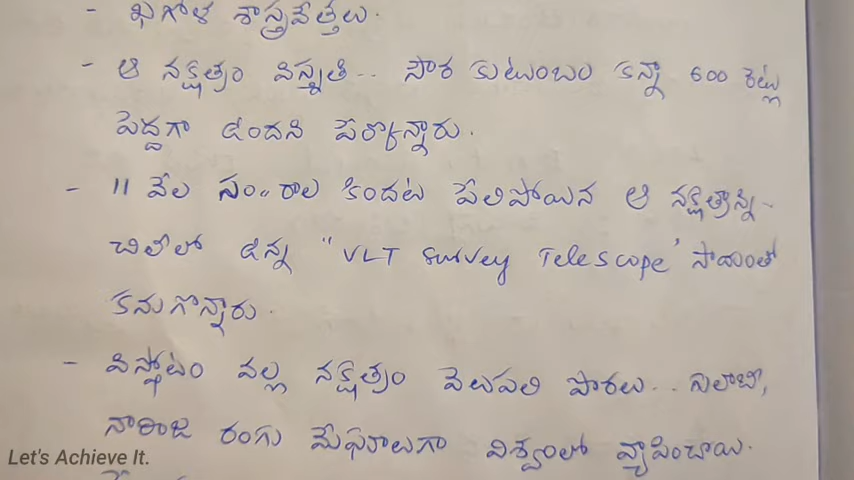 - ఖగోళ శాస్త్రవేత్తలు.
- ఆ నక్షత్రం విస్తృతి.. సౌర కుటుంబం కన్నా 600 రెట్లు
పెద్దగా ఉందని పేర్కొన్నారు.
- 11 వేల సం॥రాల కిందట పేలిపోయిన ఆ నక్షత్రాన్ని-
చిలీలో ఉన్న "VLT Survey Telescope' సాయంతో
కనుగొన్నారు.
- విస్ఫోటం వల్ల నక్షత్రం వెలుపలి పొరలు.. గులాబీ,
నారింజ రంగు మేఘాలుగా విశ్వంలో వ్యాపించాయి.
Let's Achieve It.